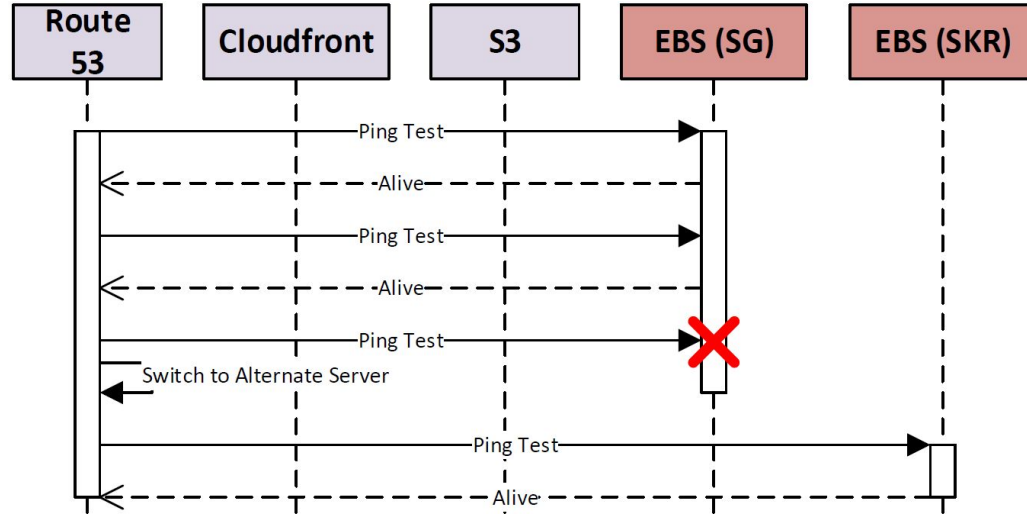 Route
53
Cloudfront
S3
EBS (SG)
EBS (SKR)
Ping Test
Alive
Ping Test
Alive
Ping Test
Switch to Alternate Server
Ping Test
Alive